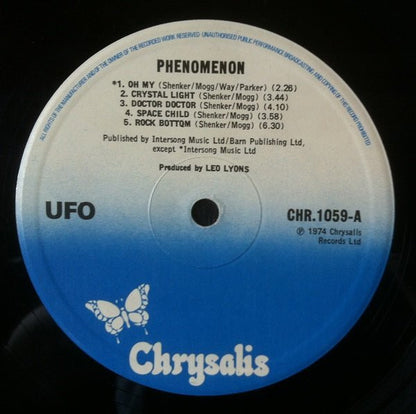 ALL RIGHTS OF THE MANUFACTURER AND OF THE OWNER OF THE RECORDED WORK RESERVED. UNAUTHORISED PUBLIC PERFORMANCE BROADCASTING AND COPYING OF THIS RECORD PROHIBITED
PHENOMENON
*1. OH MY (Shenker/Mogg/Way/Parker) (2.26)
2. CRYSTAL LIGHT (Shenker/Mogg) (3.44)
3. DOCTOR DOCTOR (Shenker/Mogg) (4.10)
4. SPACE CHILD (Shenker/Mogg) (3.58)
5. ROCK BOTTOM (Shenker/Mogg) (6.30)
Published by Intersong Music Ltd/Barn Publishing Ltd,
except *Intersong Music Ltd
Produced by LEO LYONS
UFO
CHR.1059-A
℗ 1974 Chrysalis
Records Ltd
Chrysalis